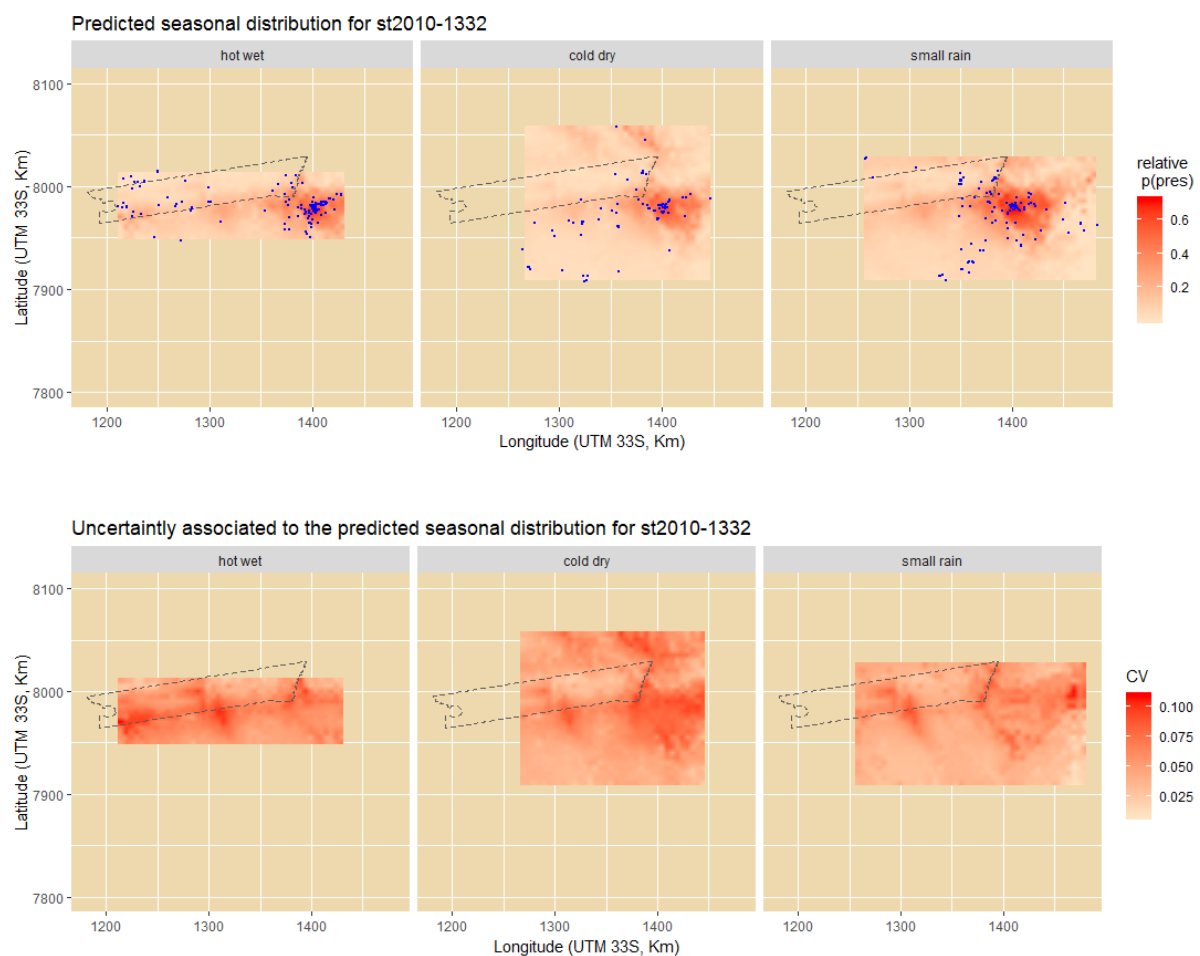 Predicted seasonal distribution for st2010-1332
hot wet
cold dry
small rain
8100
8000
7900
7800
Latitude (UTM 33S, Km)
1200
1300
1400
1200
1300
1400
1200
1300
1400
Longitude (UTM 33S, Km)
relative
p(pres)
0.6
0.4
0.2
Uncertaintly associated to the predicted seasonal distribution for st2010-1332
hot wet
cold dry
small rain
8100
8000
7900
7800
Latitude (UTM 33S, Km)
1200
1300
1400
1200
1300
1400
1200
1300
1400
Longitude (UTM 33S, Km)
CV
0.100
0.075
0.050
0.025